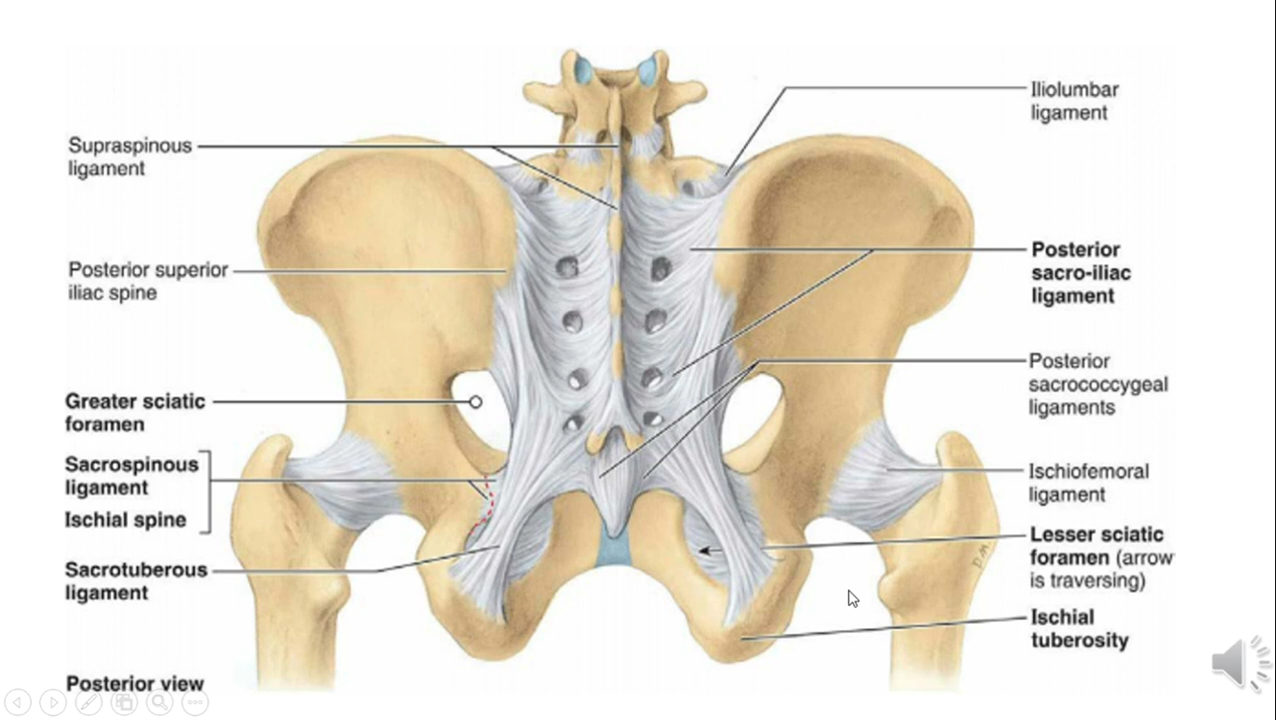 Supraspinous
ligament
Posterior superior
iliac spine
Greater sciatic
foramen
Sacrospinous
ligament
Ischial spine
Sacrotuberous
ligament
Posterior view
Iliolumbar
ligament
Posterior
sacro-iliac
ligament
Posterior
sacrococcygeal
ligaments
Ischiofemoral
ligament
Lesser sciatic
foramen (arrow
is traversing)
Ischial
tuberosity